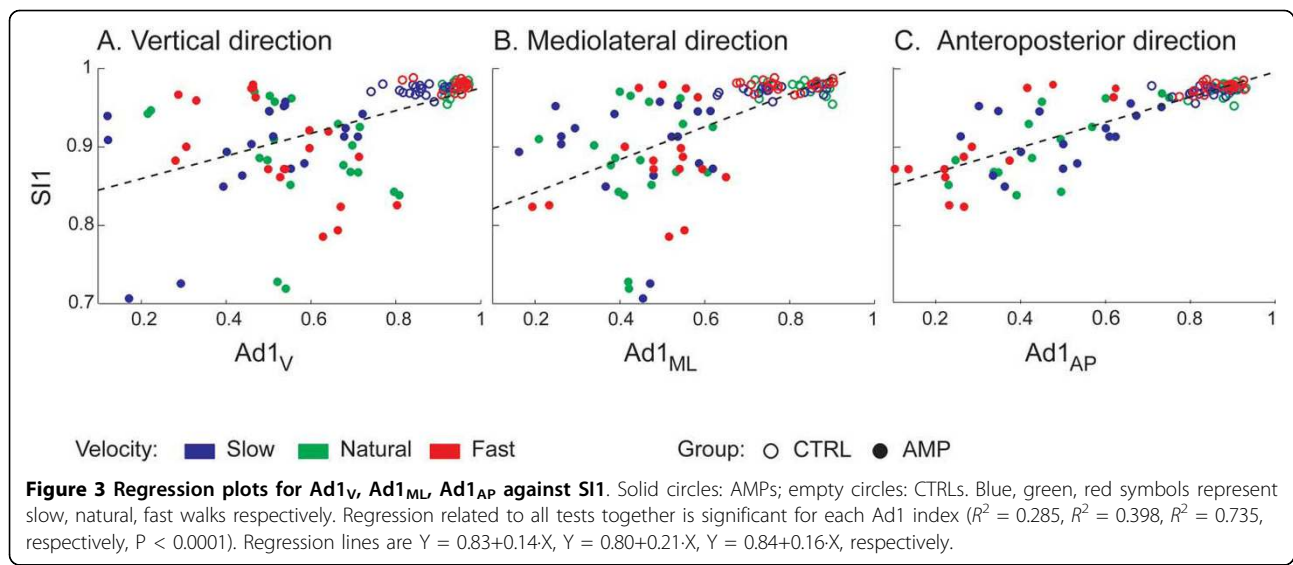 A. Vertical direction
B. Mediolateral direction
C. Anteroposterior direction
SI1
1
0.9
0.8
0.7
0.2 0.4 0.6 0.8 1
0.2 0.4 0.6 0.8 1
0.2 0.4 0.6 0.8 1
Ad1V
Ad1ML
Ad1AP
Velocity: Slow Natural Fast Group: CTRL AMP
Figure 3 Regression plots for Ad1V, Ad1ML, Ad1AP against SI1. Solid circles: AMPs; empty circles: CTRLs. Blue, green, red symbols represent
slow, natural, fast walks respectively. Regression related to all tests together is significant for each Ad1 index (R² = 0.285, R² = 0.398, R² = 0.735,
respectively, P < 0.0001). Regression lines are Y = 0.83+0.14·X, Y = 0.80+0.21·X, Y = 0.84+0.16·X, respectively.